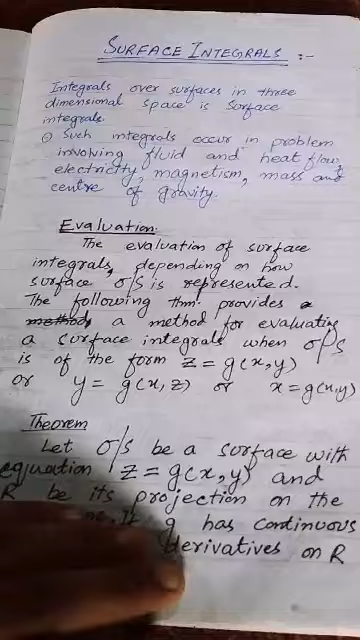 SURFACE INTEGRALS :-
Integrals over surfaces in three
dimensional space is Surface
integrals.
Such integrals occur in problem
involving fluid and heat flow,
electricity, magnetism, mass and
centre of gravity.
Evaluation.
The evaluation of surface
integrals, depending on how
surface σ/S is represented.
The following thm: provides a
method, a method for evaluating
a surface integrals when σ/S
is of the form z = g(x,y)
or y = g(x,z) or x = g(x,y)
Theorem
Let σ/S be a surface with
equation z = g(x,y) and
R be its projection on the
If g has continuous
derivatives on R